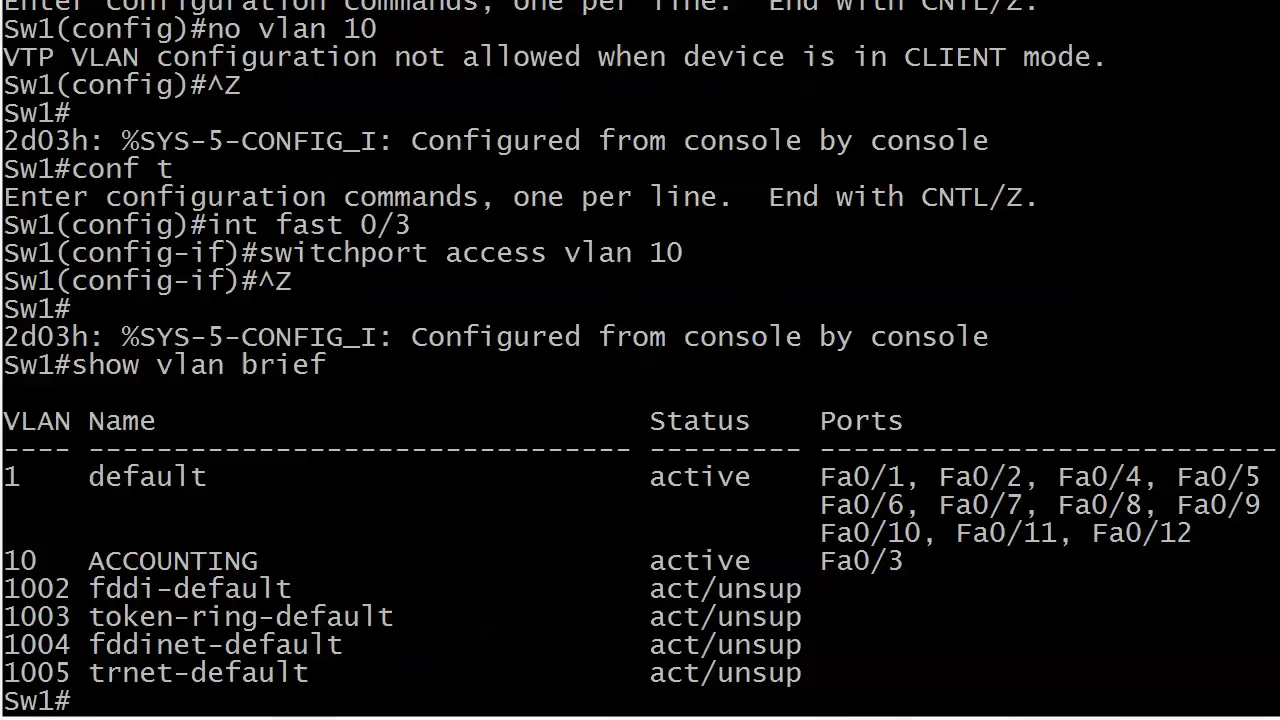 Enter configuration commands, one per line.  End with CNTL/Z.
Sw1(config)#no vlan 10
VTP VLAN configuration not allowed when device is in CLIENT mode.
Sw1(config)#^Z
Sw1#
2d03h: %SYS-5-CONFIG_I: Configured from console by console
Sw1#conf t
Enter configuration commands, one per line.  End with CNTL/Z.
Sw1(config)#int fast 0/3
Sw1(config-if)#switchport access vlan 10
Sw1(config-if)#^Z
Sw1#
2d03h: %SYS-5-CONFIG_I: Configured from console by console
Sw1#show vlan brief
VLAN Name                             Status    Ports
---- -------------------------------- --------- ---------------------------
1    default                          active    Fa0/1, Fa0/2, Fa0/4, Fa0/5
                                                Fa0/6, Fa0/7, Fa0/8, Fa0/9
                                                Fa0/10, Fa0/11, Fa0/12
10   ACCOUNTING                       active    Fa0/3
1002 fddi-default                     act/unsup
1003 token-ring-default               act/unsup
1004 fddinet-default                  act/unsup
1005 trnet-default                    act/unsup
Sw1#